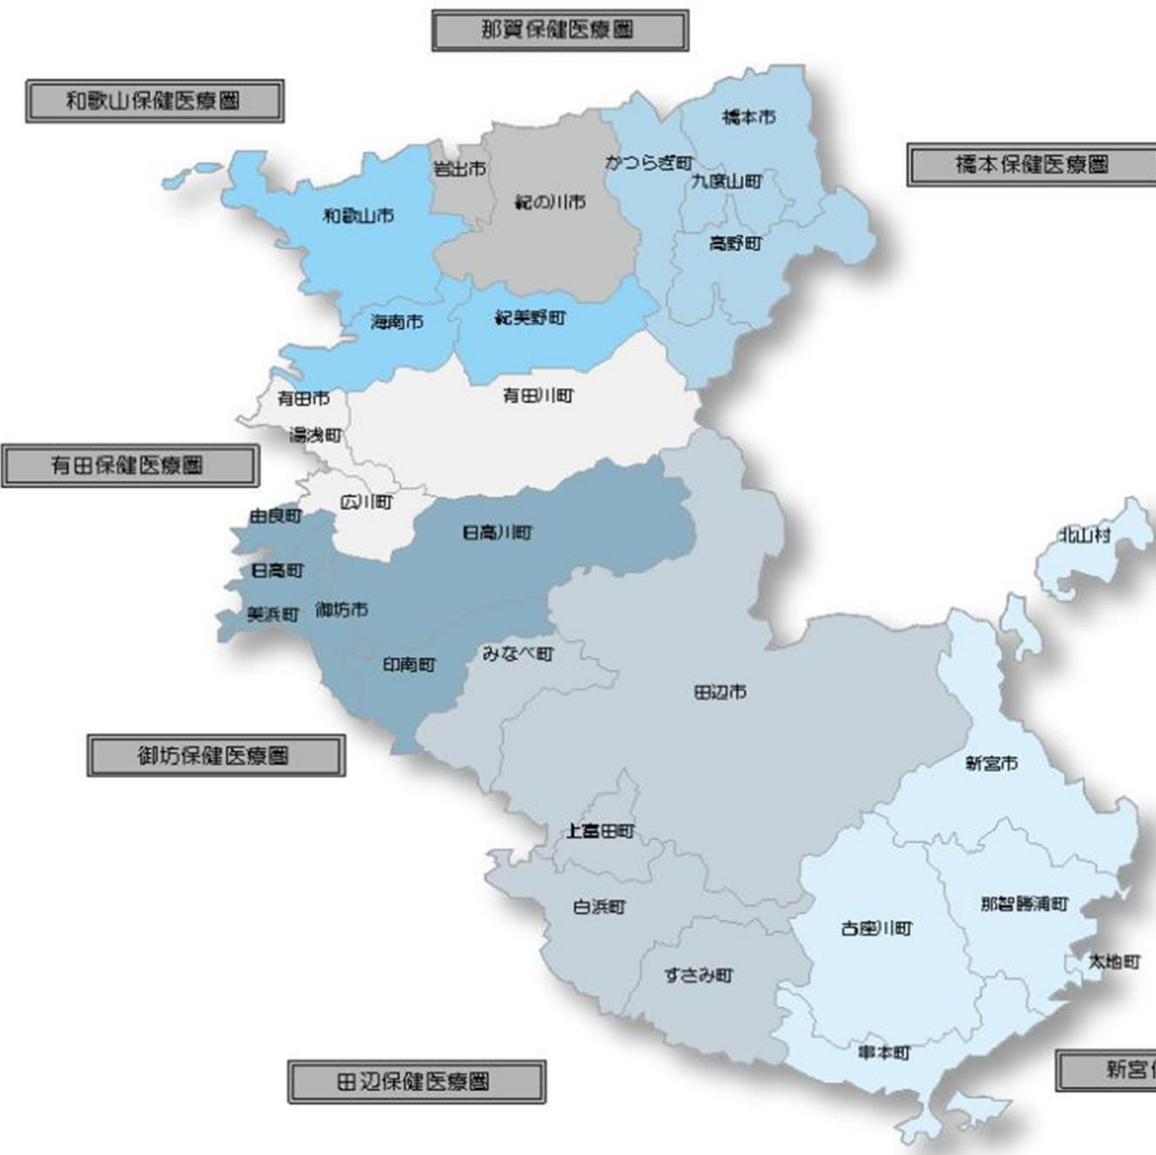 那賀保健医療圏
和歌山保健医療圏
橋本市
橋本保健医療圏
かつらぎ町
岩出市
九度山町
紀の川市
和歌山市
高野町
海南市
紀美野町
有田市
有田川町
湯浅町
有田保健医療圏
広川町
由良町
日高川町
北山村
日高町
美浜町
御坊市
印南町
みなべ町
田辺市
御坊保健医療圏
新宮市
上富田町
白浜町
那智勝浦町
古座川町
太地町
すさみ町
串本町
田辺保健医療圏
新宮